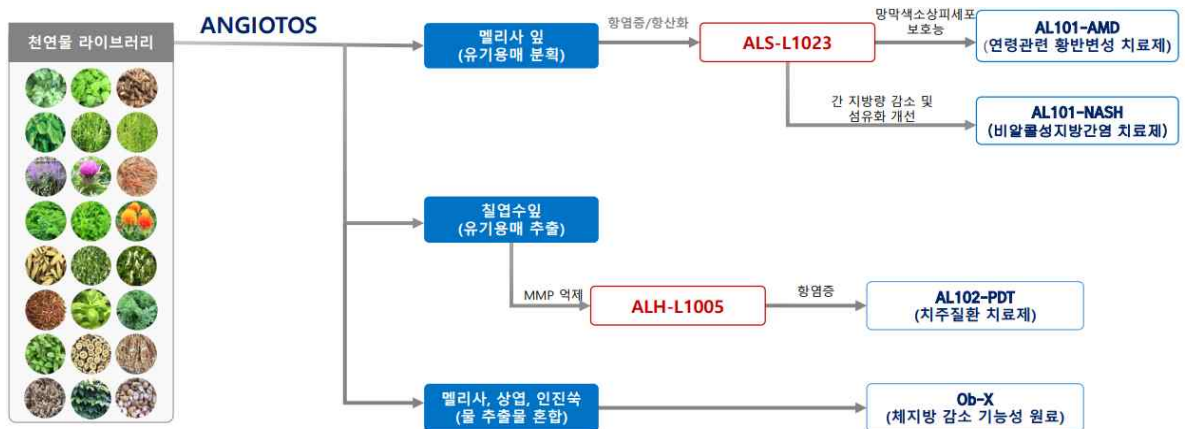 천연물 라이브러리
ANGIOTOS
멜리사 잎
(유기용매 분획)
항염증/항산화
ALS-L1023
망막색소상피세포
보호능
AL101-AMD
(연령관련 황반변성 치료제)
간 지방량 감소 및
섬유화 개선
AL101-NASH
(비알콜성지방간염 치료제)
칠엽수잎
(유기용매 추출)
MMP 억제
ALH-L1005
항염증
AL102-PDT
(치주질환 치료제)
멜리사, 상엽, 인진쑥
(물 추출물 혼합)
Ob-X
(체지방 감소 기능성 원료)